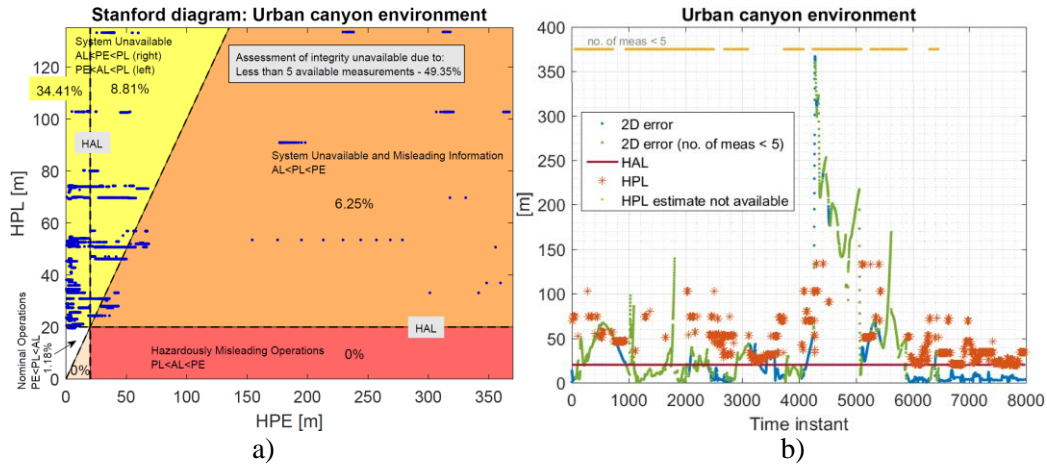 Stanford diagram: Urban canyon environment
System Unavailable
AL<PE<PL (right)
PE<AL<PL (left)
34.41%
8.81%
Assessment of integrity unavailable due to:
Less than 5 available measurements - 49.35%
HAL
System Unavailable and Misleading Information
AL<PL<PE
6.25%
HAL
Hazardously Misleading Operations
PL<AL<PE
0%
0%
Nominal Operations
PE<PL<AL
1.18%
HPL [m]
120
100
80
60
40
20
0
0
50
100
150
200
250
300
350
HPE [m]
a)
Urban canyon environment
no. of meas < 5
2D error
2D error (no. of meas < 5)
HAL
HPL
HPL estimate not available
[m]
400
350
300
250
200
150
100
50
0
0
1000
2000
3000
4000
5000
6000
7000
8000
Time instant
b)